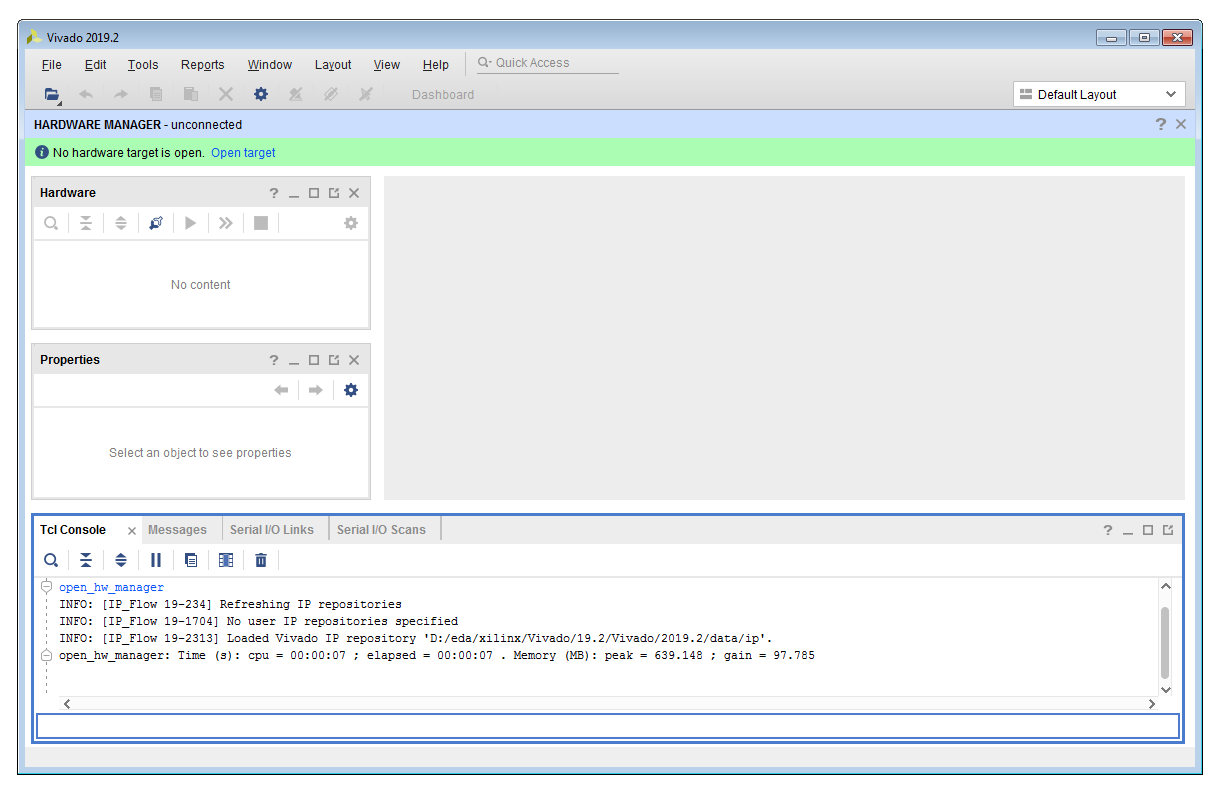 Vivado 2019.2
File Edit Tools Reports Window Layout View Help Quick Access
Dashboard Default Layout
HARDWARE MANAGER - unconnected ?
No hardware target is open. Open target
Hardware ?
No content
Properties ?
Select an object to see properties
Tcl Console Messages Serial I/O Links Serial I/O Scans ?
open_hw_manager
INFO: [IP_Flow 19-234] Refreshing IP repositories
INFO: [IP_Flow 19-1704] No user IP repositories specified
INFO: [IP_Flow 19-2313] Loaded Vivado IP repository 'D:/eda/xilinx/Vivado/19.2/Vivado/2019.2/data/ip'.
open_hw_manager: Time (s): cpu = 00:00:07 ; elapsed = 00:00:07 . Memory (MB): peak = 639.148 ; gain = 97.785